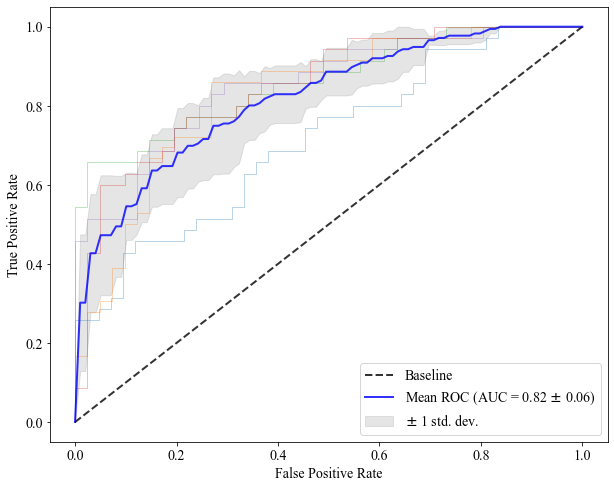 1.0
0.8
0.6
0.4
0.2
0.0
True Positive Rate
0.0 0.2 0.4 0.6 0.8 1.0
False Positive Rate
Baseline
Mean ROC (AUC = 0.82 ± 0.06)
± 1 std. dev.